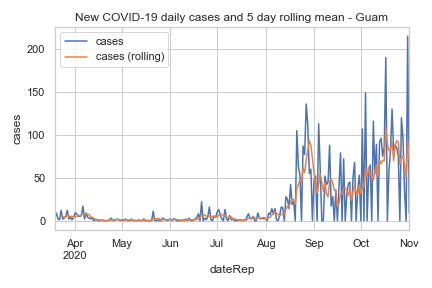 New COVID-19 daily cases and 5 day rolling mean - Guam
cases
cases (rolling)
200
150
100
50
0
cases
Apr May Jun Jul Aug Sep Oct Nov
2020
dateRep